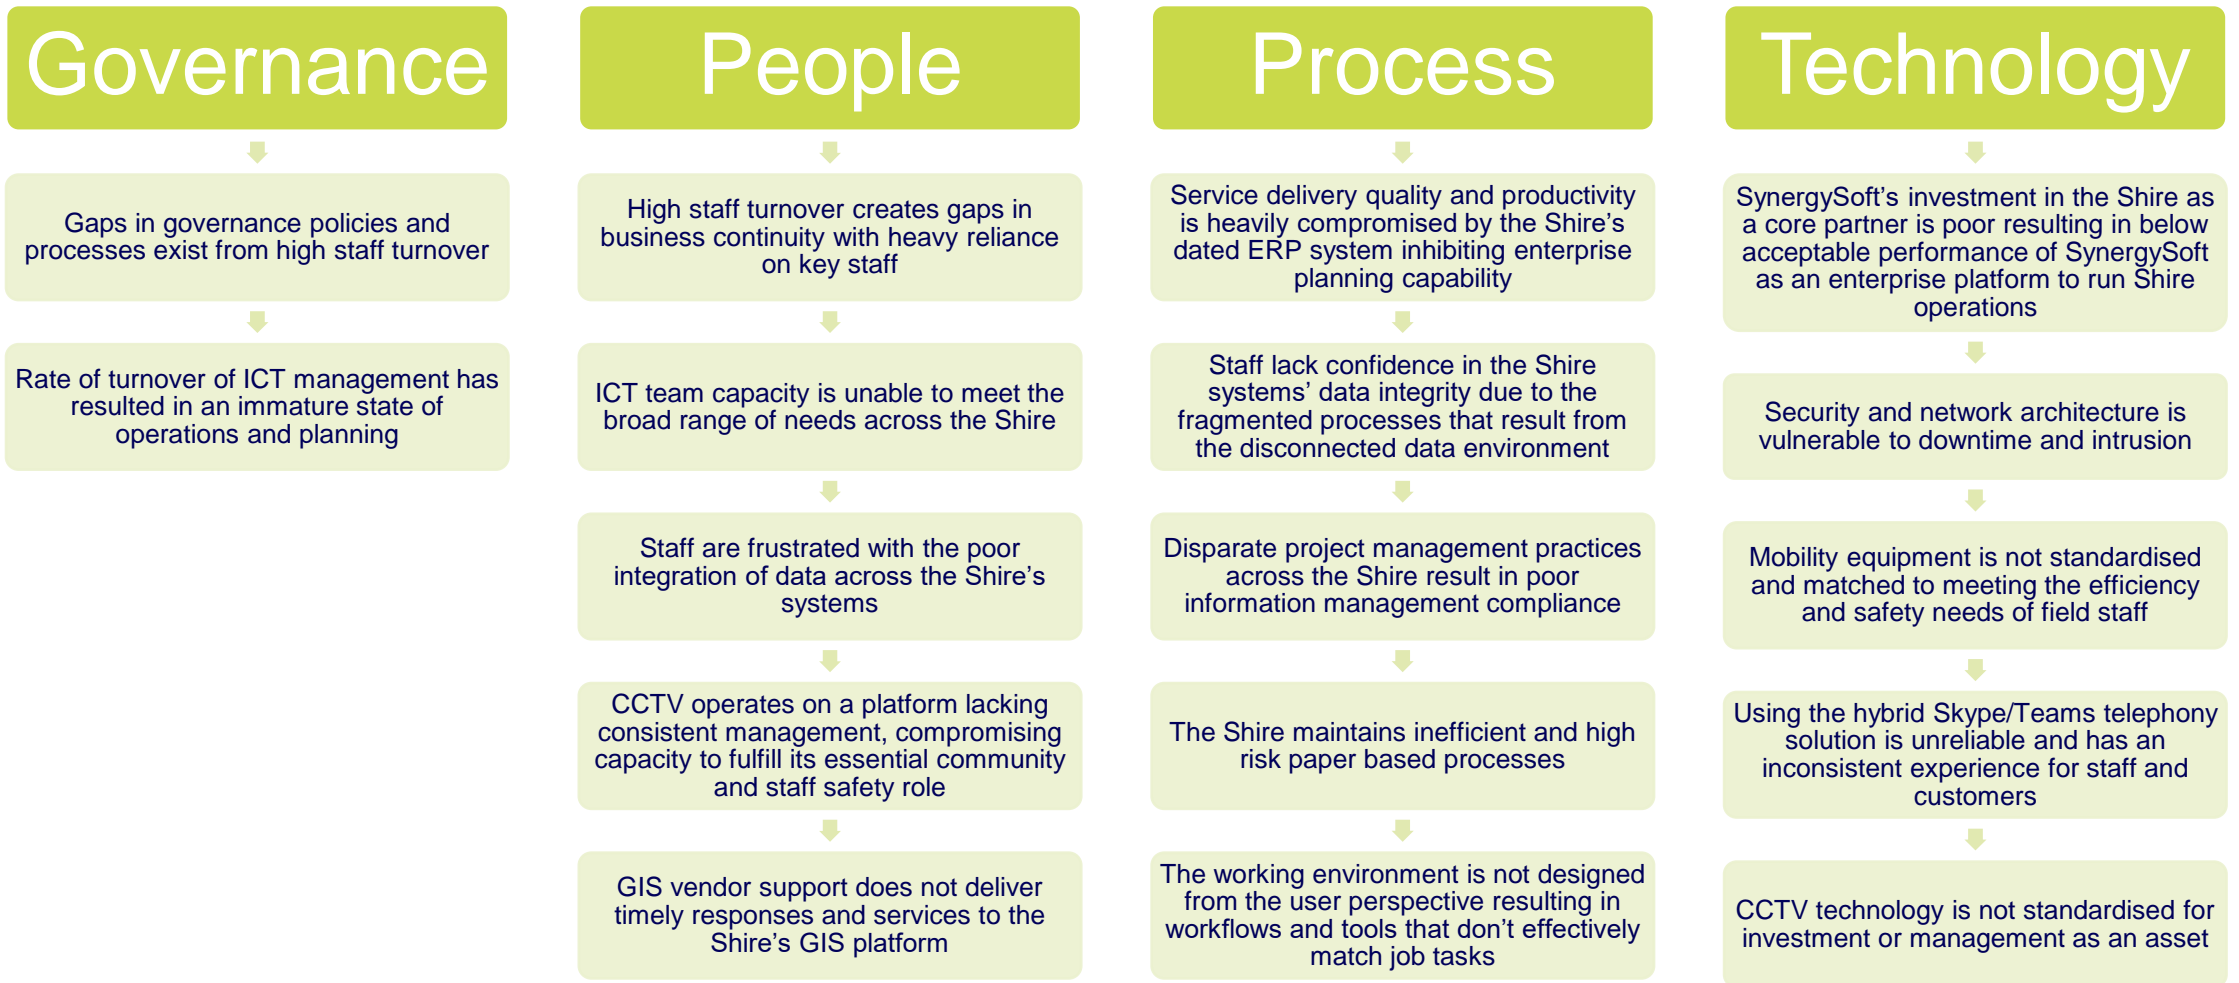 Governance
Gaps in governance policies and
processes exist from high staff turnover
Rate of turnover of ICT management has
resulted in an immature state of
operations and planning
People
High staff turnover creates gaps in
business continuity with heavy reliance
on key staff
ICT team capacity is unable to meet the
broad range of needs across the Shire
Staff are frustrated with the poor
integration of data across the Shire’s
systems
CCTV operates on a platform lacking
consistent management, compromising
capacity to fulfill its essential community
and staff safety role
GIS vendor support does not deliver
timely responses and services to the
Shire’s GIS platform
Process
Service delivery quality and productivity
is heavily compromised by the Shire’s
dated ERP system inhibiting enterprise
planning capability
Staff lack confidence in the Shire
systems’ data integrity due to the
fragmented processes that result from
the disconnected data environment
Disparate project management practices
across the Shire result in poor
information management compliance
The Shire maintains inefficient and high
risk paper based processes
The working environment is not designed
from the user perspective resulting in
workflows and tools that don’t effectively
match job tasks
Technology
SynergySoft’s investment in the Shire as
a core partner is poor resulting in below
acceptable performance of SynergySoft
as an enterprise platform to run Shire
operations
Security and network architecture is
vulnerable to downtime and intrusion
Mobility equipment is not standardised
and matched to meeting the efficiency
and safety needs of field staff
Using the hybrid Skype/Teams telephony
solution is unreliable and has an
inconsistent experience for staff and
customers
CCTV technology is not standardised for
investment or management as an asset